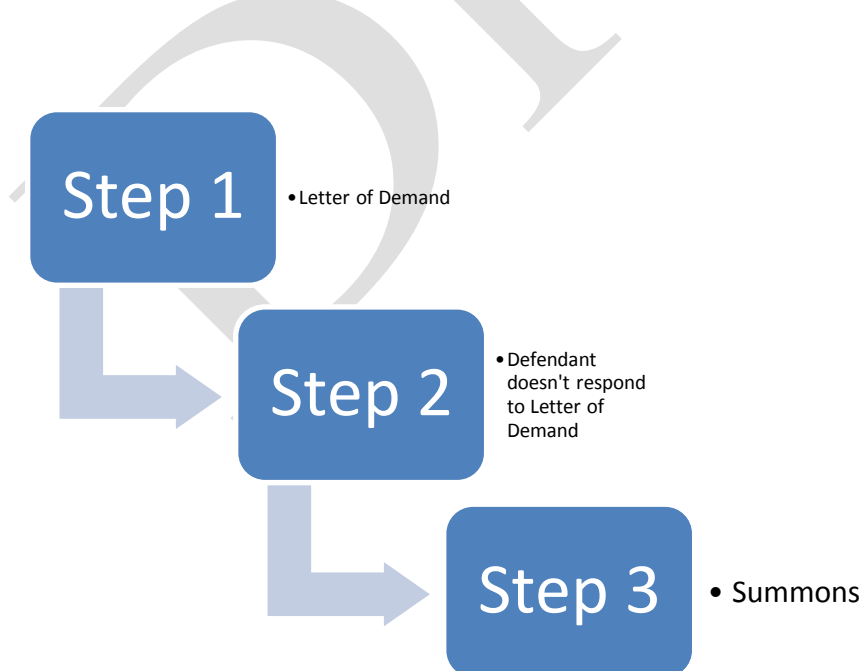 Step 1
•Letter of Demand
Step 2
•Defendant
doesn't respond
to Letter of
Demand
Step 3
• Summons